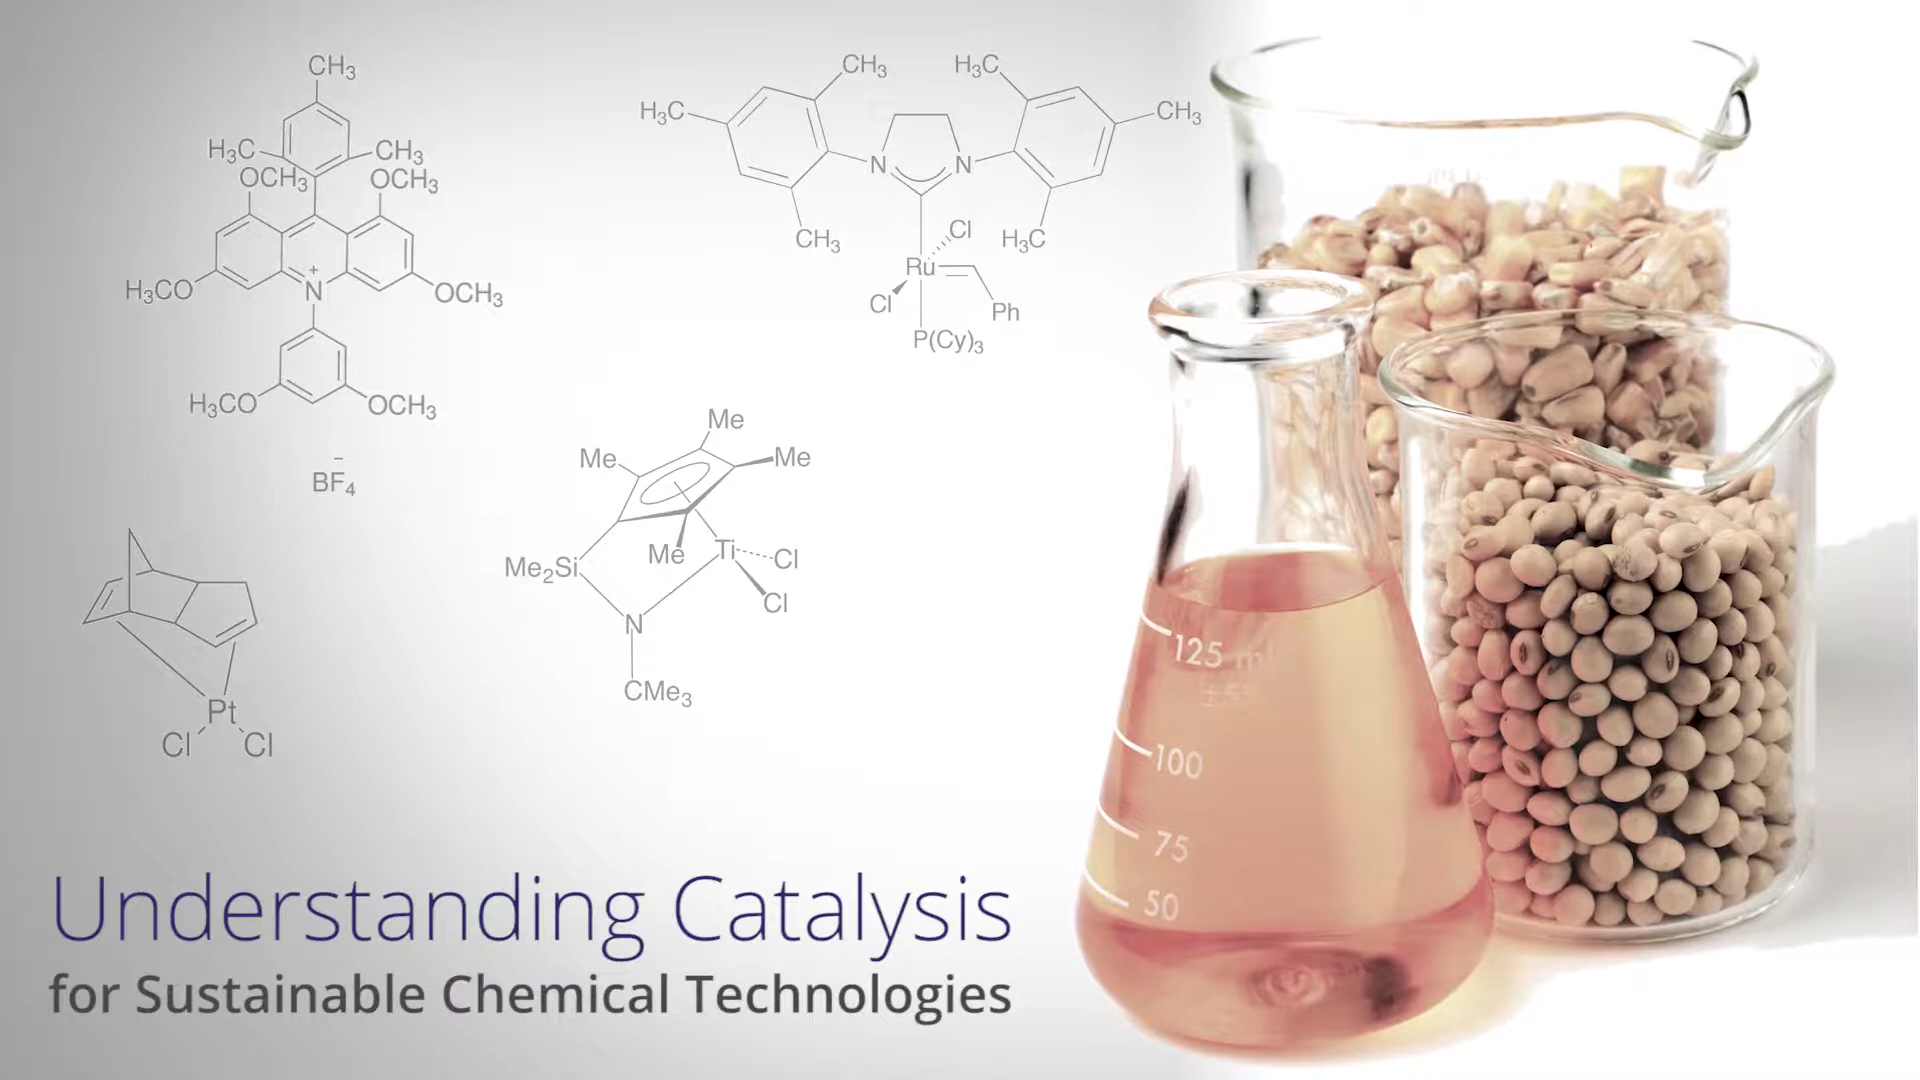 CH₃
H₃C
CH₃
OCH₃
OCH₃
H₃CO
+
N
OCH₃
H₃CO
OCH₃
−
BF₄
CH₃
H₃C
H₃C
CH₃
N
N
CH₃
H₃C
Cl
Ru
Cl
Ph
P(Cy)₃
Me
Me
Me
Me
Ti
Cl
Me₂Si
Cl
N
CMe₃
Pt
Cl
Cl
125 m
±5%
100
75
50
Understanding Catalysis
for Sustainable Chemical Technologies